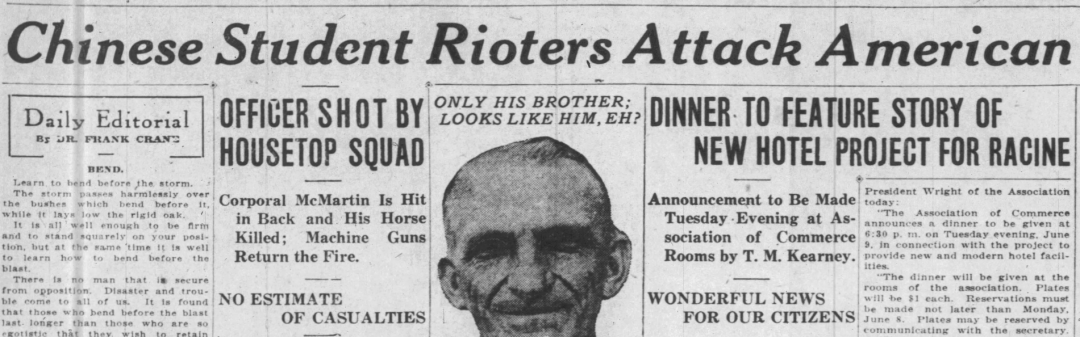 Chinese Student Rioters Attack American
Daily Editorial
By DR. FRANK CRANE
BEND.
Learn to bend before the storm.
The storm passes harmlessly over
the bushes which bend before it,
while it lays low the rigid oak.
It is all well enough to be firm
and to stand squarely on your posi-
tion, but at the same time it is well
to learn how to bend before the
blast.
There is no man that is secure
from opposition. Disaster and trou-
ble come to all of us. It is found
that those who bend before the blast
last longer than those who are so
egotistic that they wish to retain
OFFICER SHOT BY
HOUSETOP SQUAD
Corporal McMartin Is Hit
in Back and His Horse
Killed; Machine Guns
Return the Fire.
NO ESTIMATE
OF CASUALTIES
ONLY HIS BROTHER;
LOOKS LIKE HIM, EH?
DINNER TO FEATURE STORY OF
NEW HOTEL PROJECT FOR RACINE
Announcement to Be Made
Tuesday Evening at As-
sociation of Commerce
Rooms by T. M. Kearney.
WONDERFUL NEWS
FOR OUR CITIZENS
President Wright of the Association
today:
"The Association of Commerce
announces a dinner to be given at
6:30 p. m. on Tuesday evening, June
9, in connection with the project to
provide new and modern hotel facil-
ities.
"The dinner will be given at the
rooms of the association. Plates
will be $1 each. Reservations must
be made not later than Monday,
June 8. Plates may be reserved by
communicating with the secretary.